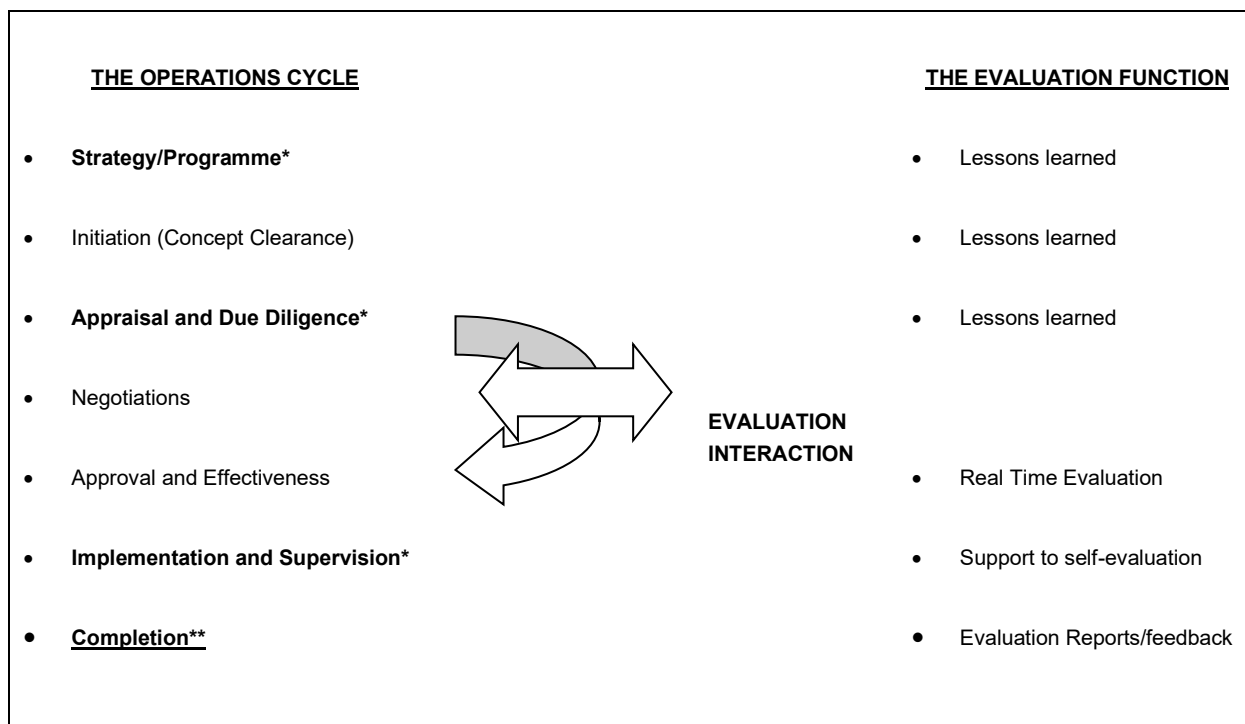 THE OPERATIONS CYCLE
THE EVALUATION FUNCTION
• Strategy/Programme*
• Lessons learned
• Initiation (Concept Clearance)
• Lessons learned
• Appraisal and Due Diligence*
• Lessons learned
• Negotiations
EVALUATION
INTERACTION
• Approval and Effectiveness
• Real Time Evaluation
• Implementation and Supervision*
• Support to self-evaluation
• Completion**
• Evaluation Reports/feedback